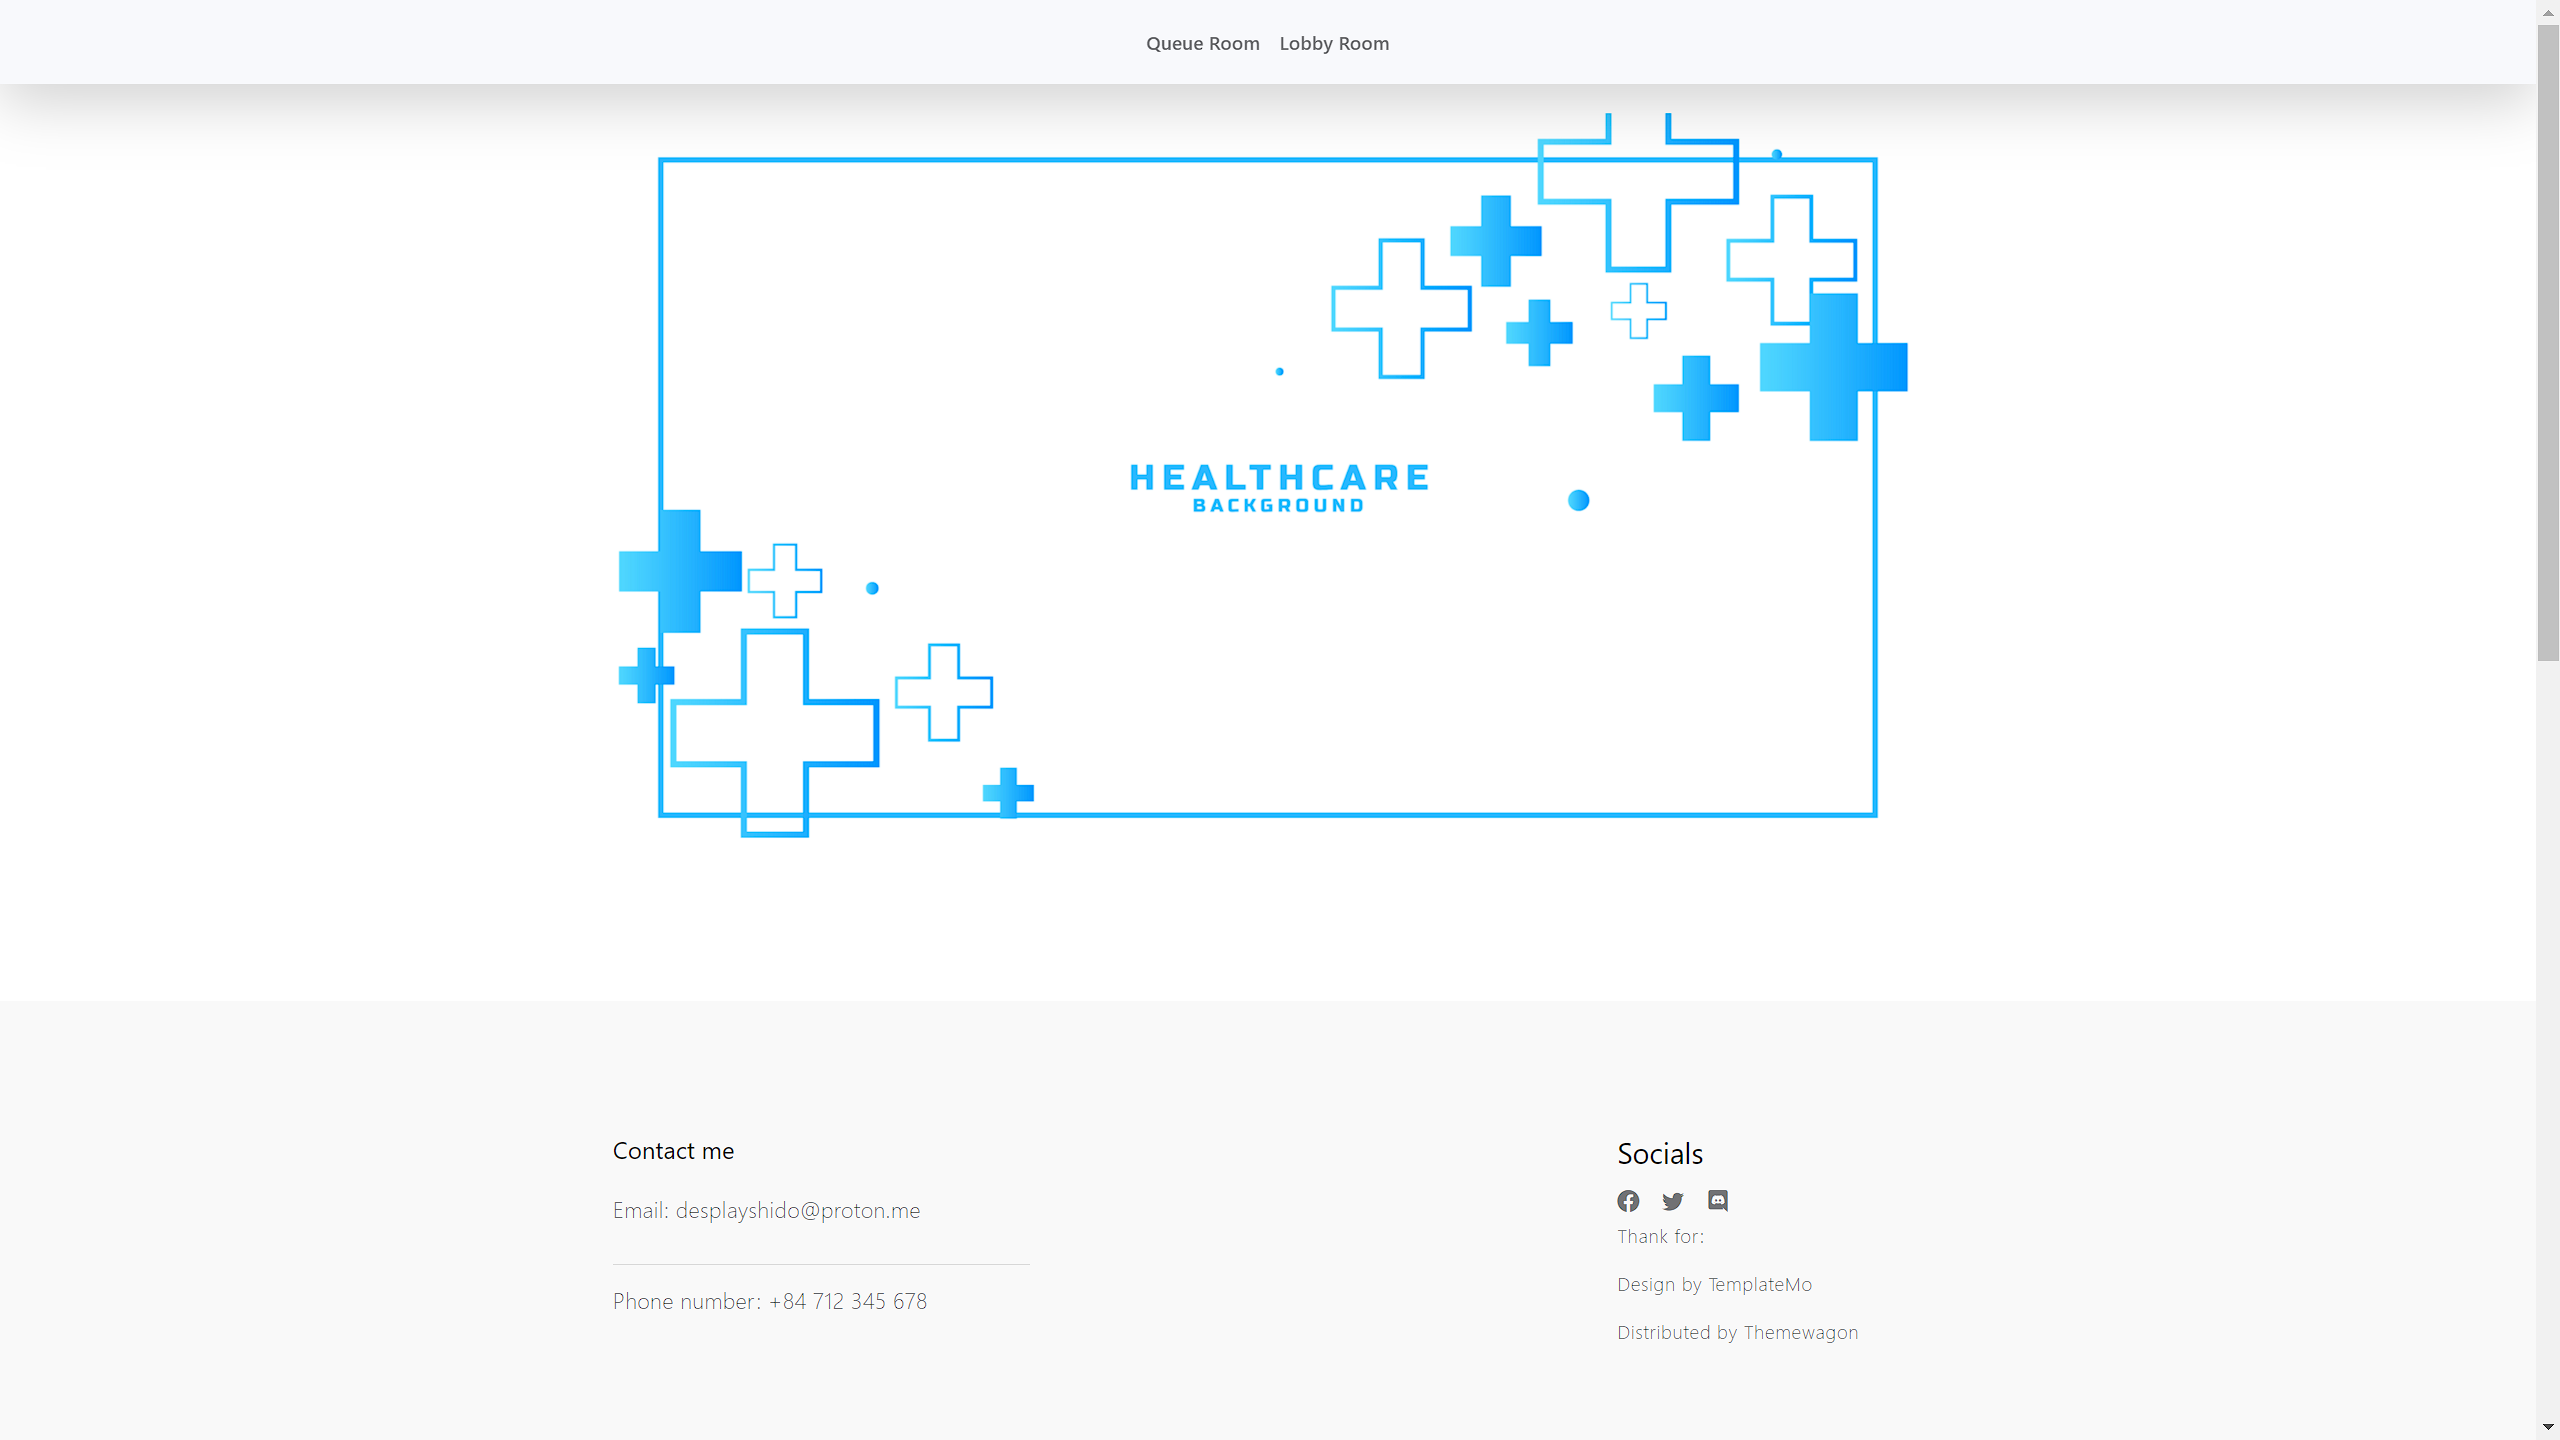 Queue Room Lobby Room
HEALTHCARE
BACKGROUND
Contact me
Email: desplayshido@proton.me
Phone number: +84 712 345 678
Socials
Thank for:
Design by TemplateMo
Distributed by Themewagon